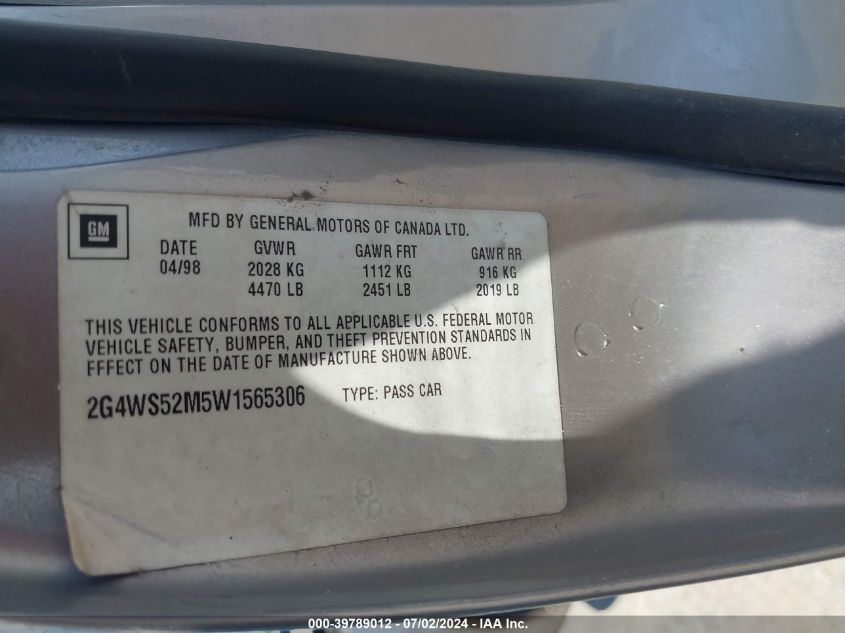 GM
MFD BY GENERAL MOTORS OF CANADA LTD.
DATE GVWR GAWR FRT GAWR RR
04/98 2028 KG 1112 KG 916 KG
4470 LB 2451 LB 2019 LB
THIS VEHICLE CONFORMS TO ALL APPLICABLE U.S. FEDERAL MOTOR
VEHICLE SAFETY, BUMPER, AND THEFT PREVENTION STANDARDS IN
EFFECT ON THE DATE OF MANUFACTURE SHOWN ABOVE.
2G4WS52M5W1565306 TYPE: PASS CAR
000-39789012 - 07/02/2024 - IAA Inc.